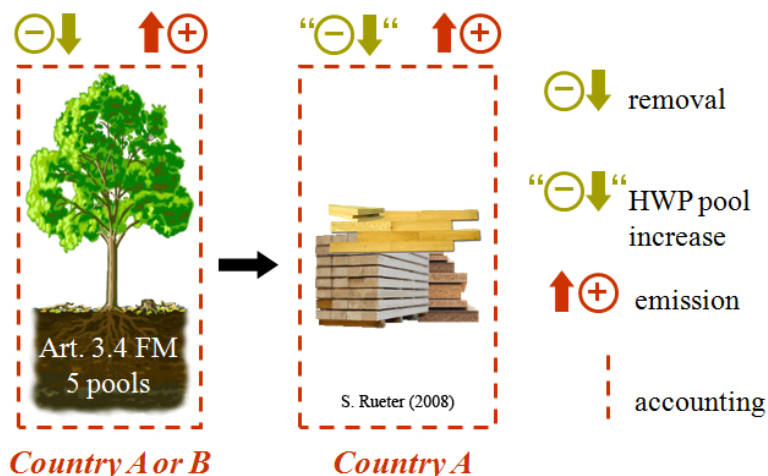 “ “
removal
“ “ HWP pool
increase
emission
Art. 3.4 FM
5 pools
S. Rueter (2008)
accounting
Country A or B
Country A